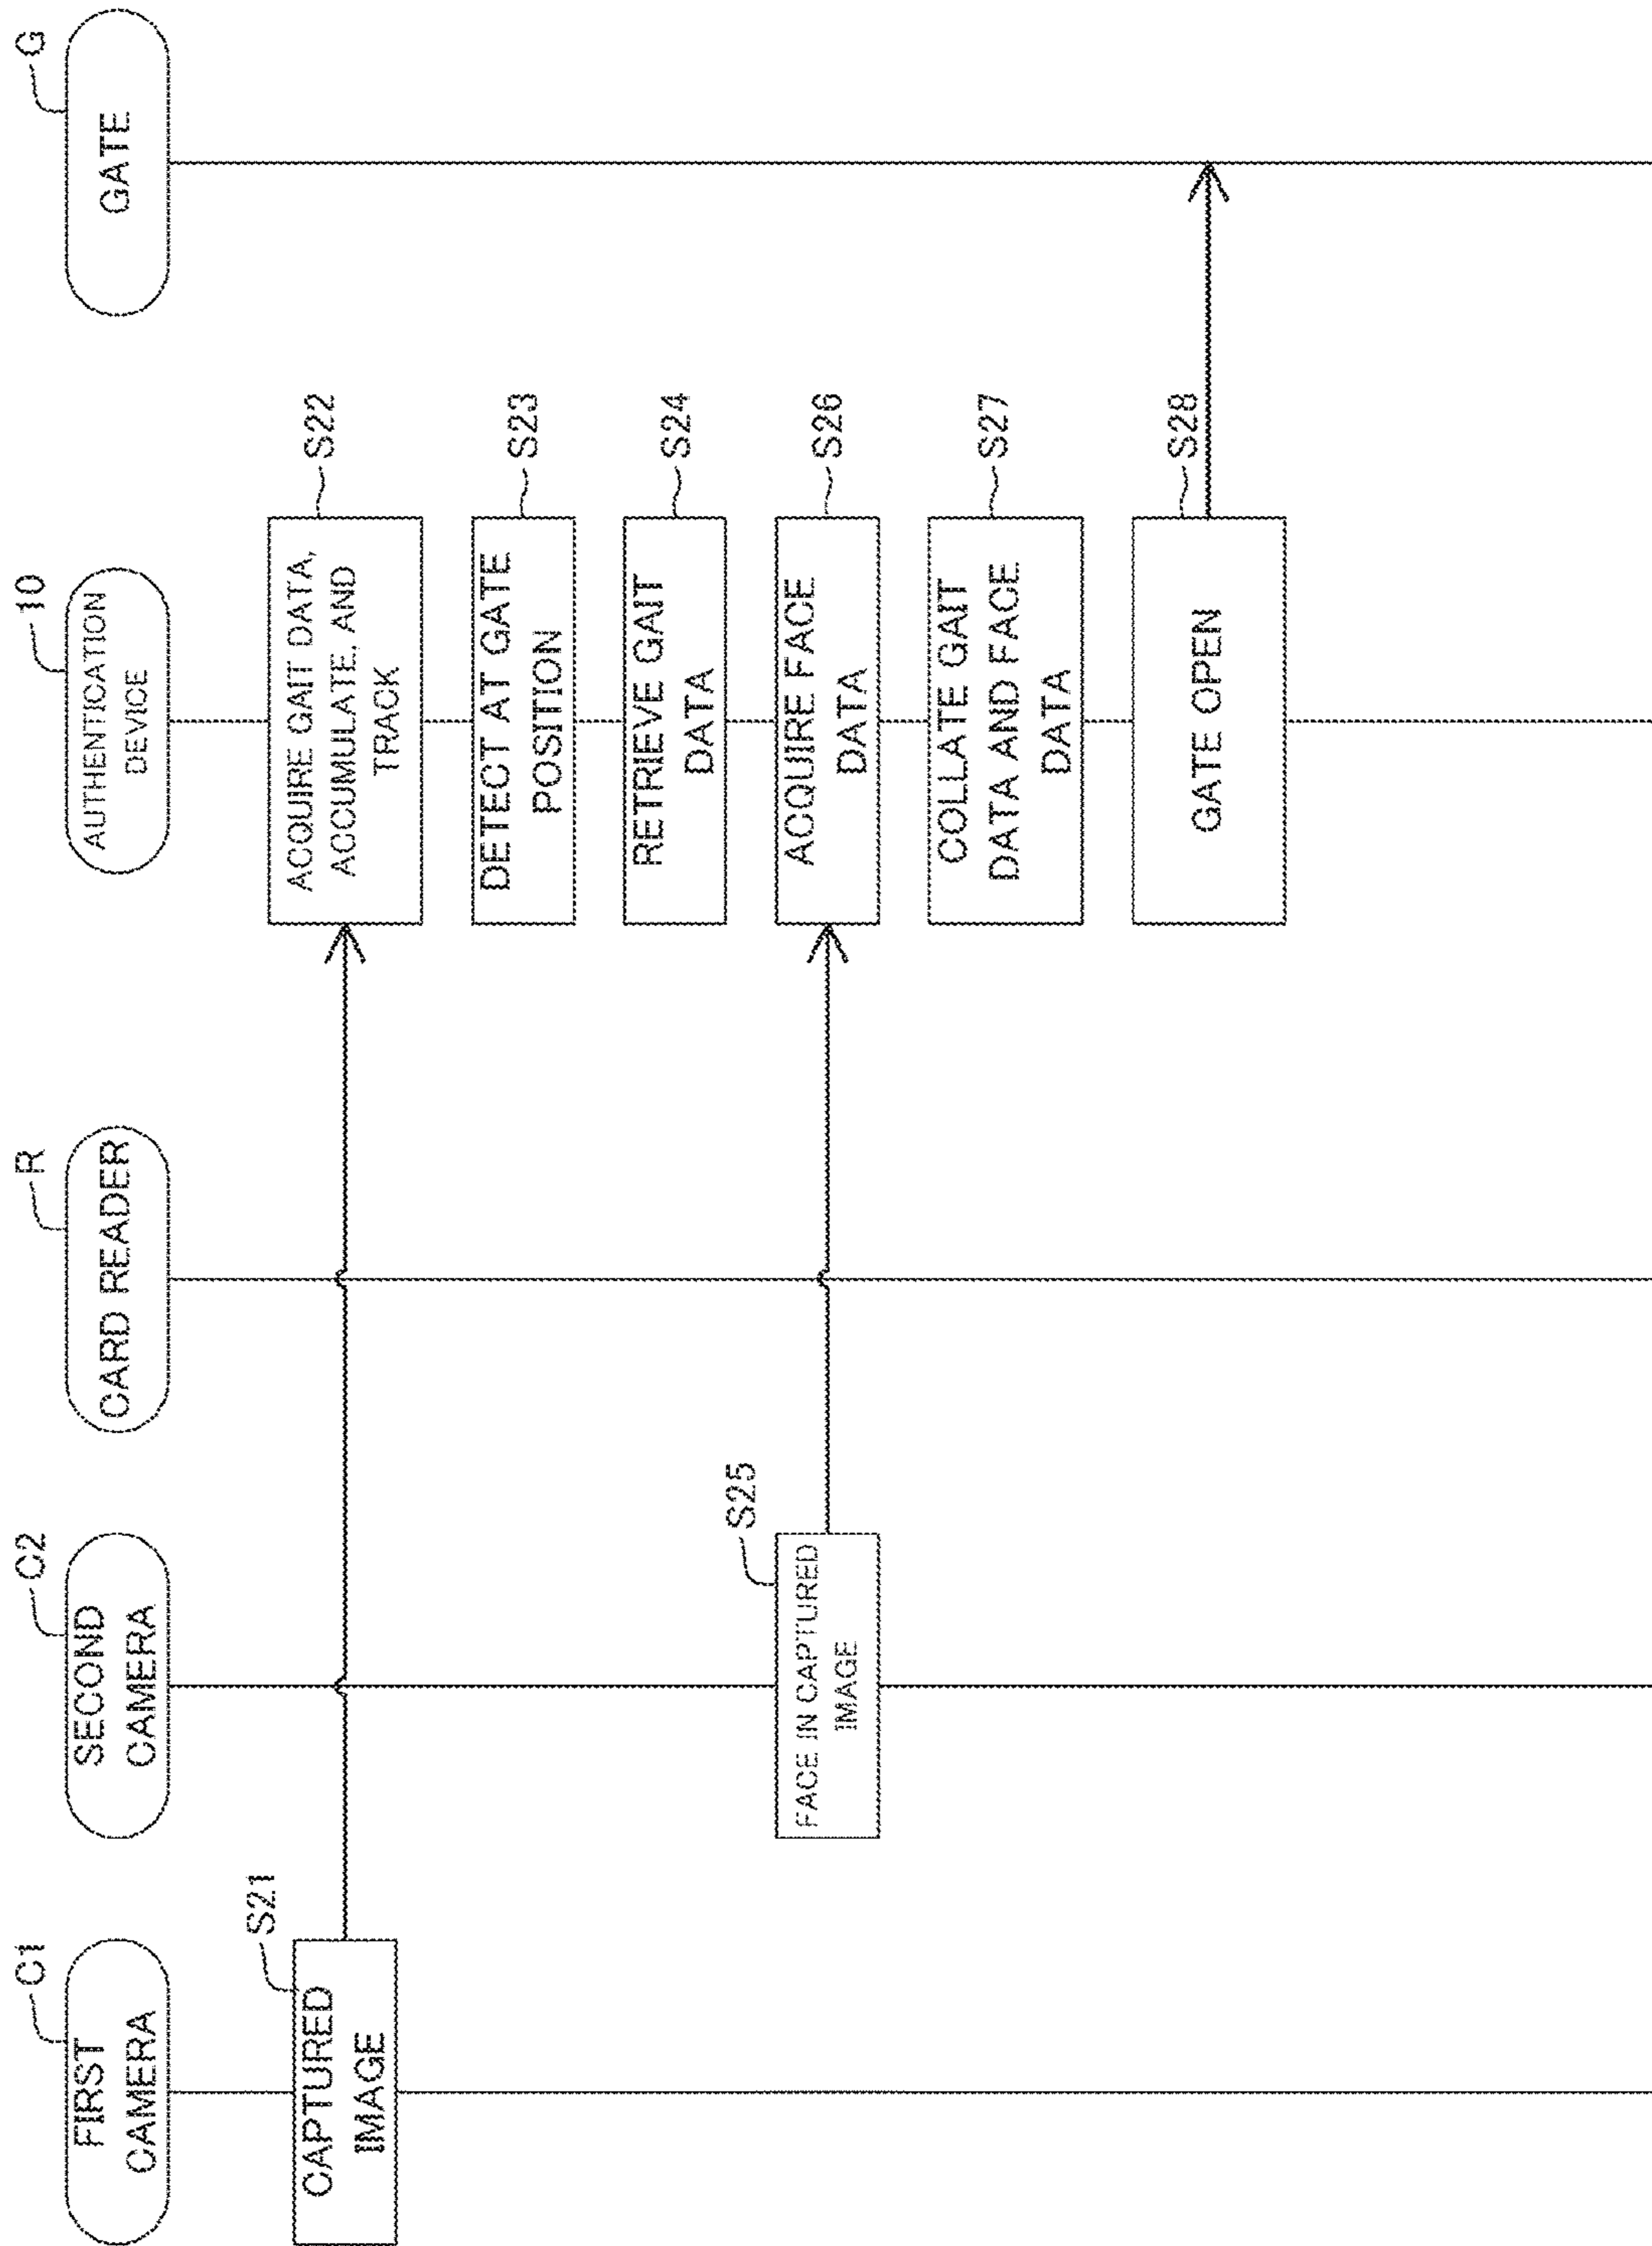 C1
FIRST
CAMERA
C2
SECOND
CAMERA
R
CARD READER
10
AUTHENTICATION
DEVICE
G
GATE
S21
CAPTURED
IMAGE
ACQUIRE GAIT DATA,
ACCUMULATE, AND
TRACK
S22
DETECT AT GATE
POSITION
S23
RETRIEVE GAIT
DATA
S24
S25
FACE IN CAPTURED
IMAGE
ACQUIRE FACE
DATA
S26
COLLATE GAIT
DATA AND FACE
DATA
S27
GATE OPEN
S28